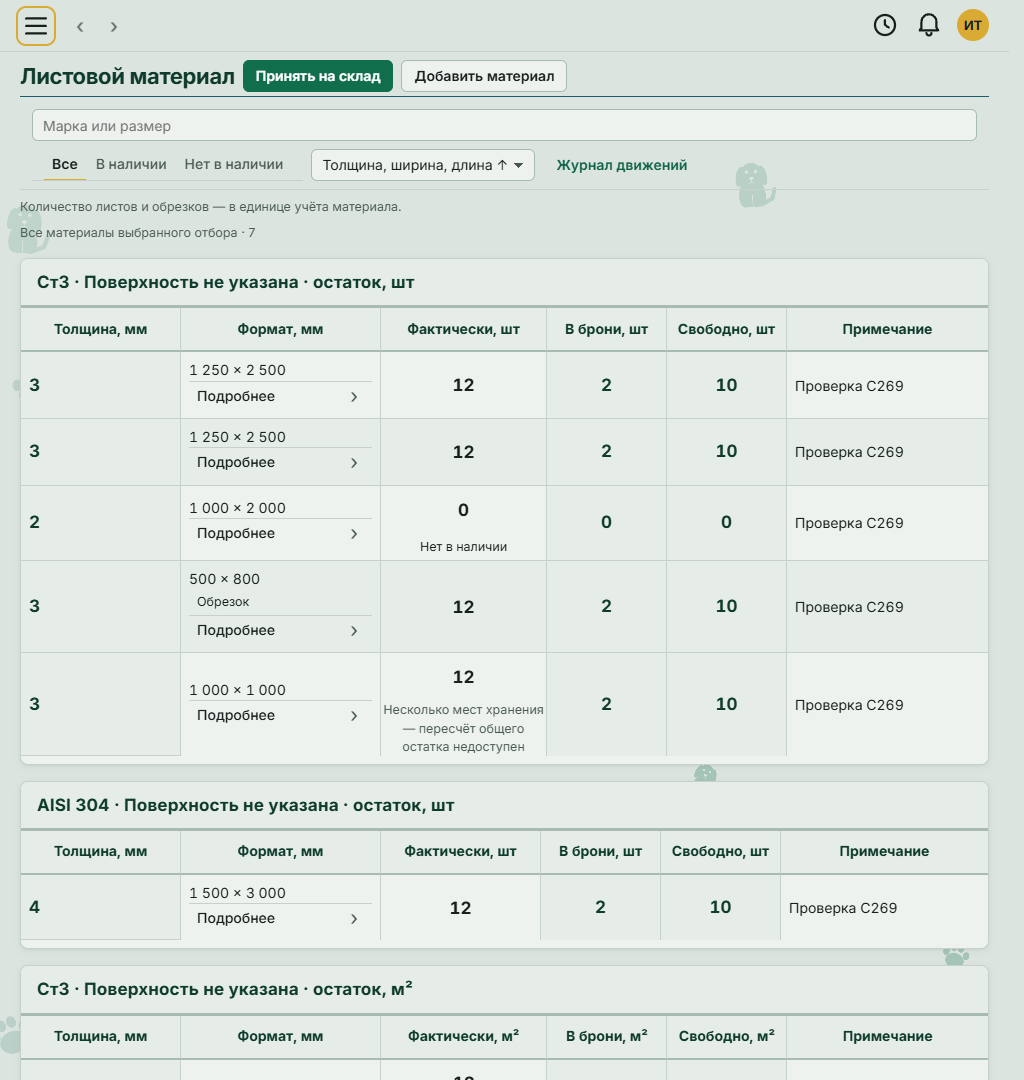 ИТ
Листовой материал
Принять на склад
Добавить материал
Марка или размер
Все
В наличии
Нет в наличии
Толщина, ширина, длина ↑
Журнал движений
Количество листов и обрезков — в единице учёта материала.
Все материалы выбранного отбора · 7
Ст3 · Поверхность не указана · остаток, шт
Толщина, мм
Формат, мм
Фактически, шт
В брони, шт
Свободно, шт
Примечание
3
1 250 × 2 500
Подробнее
12
2
10
Проверка С269
3
1 250 × 2 500
Подробнее
12
2
10
Проверка С269
2
1 000 × 2 000
Подробнее
0
Нет в наличии
0
0
Проверка С269
3
500 × 800
Обрезок
Подробнее
12
2
10
Проверка С269
3
1 000 × 1 000
Подробнее
12
Несколько мест хранения
— пересчёт общего
остатка недоступен
2
10
Проверка С269
AISI 304 · Поверхность не указана · остаток, шт
Толщина, мм
Формат, мм
Фактически, шт
В брони, шт
Свободно, шт
Примечание
4
1 500 × 3 000
Подробнее
12
2
10
Проверка С269
Ст3 · Поверхность не указана · остаток, м²
Толщина, мм
Формат, мм
Фактически, м²
В брони, м²
Свободно, м²
Примечание